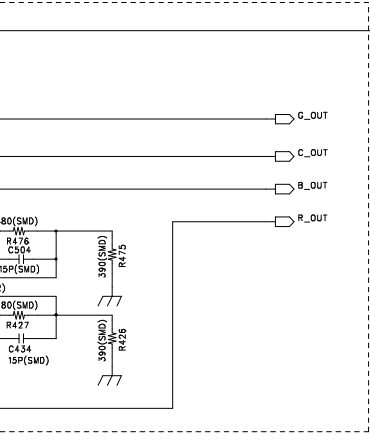 G_OUT
C_OUT
B_OUT
R_OUT
80(SMD)
R476
C504
15P(SMD)
390(SMD)
R475
80(SMD)
R427
C434
15P(SMD)
390(SMD)
R426